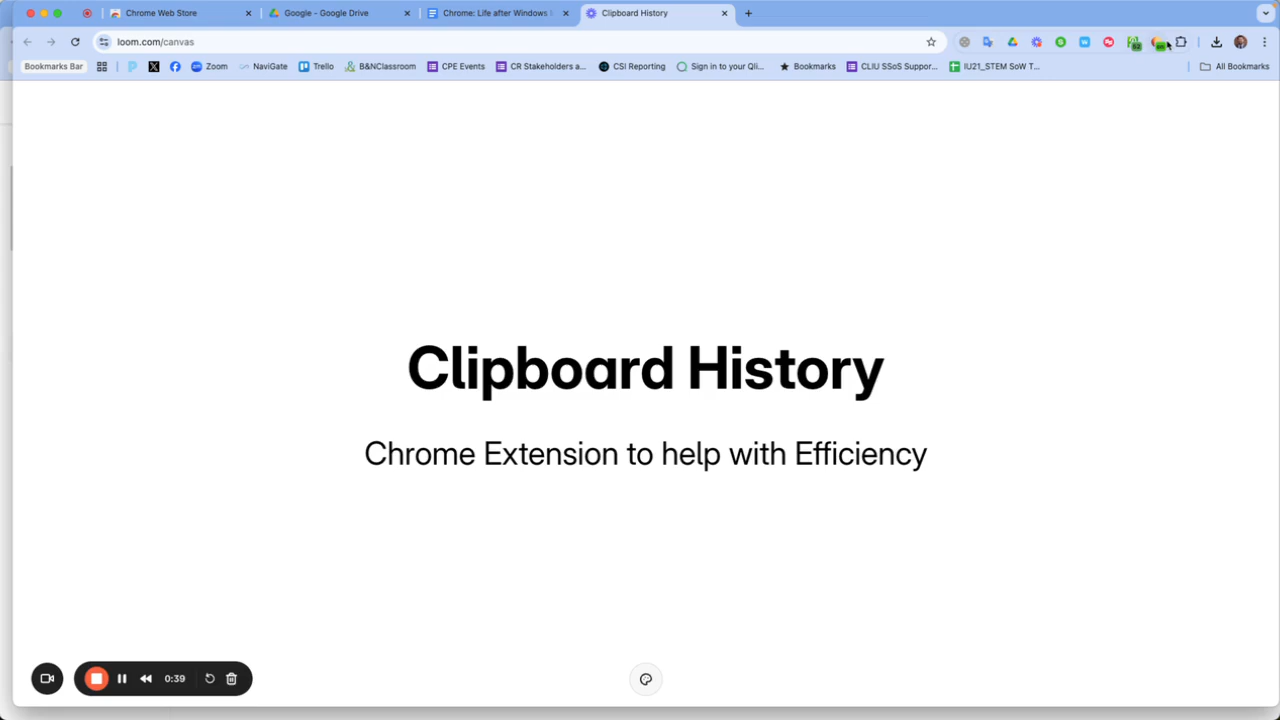 Chrome Web Store
Google - Google Drive
Chrome: Life after Windows
Clipboard History
loom.com/canvas
Bookmarks Bar
Zoom
NaviGate
Trello
B&NClassroom
CPE Events
CR Stakeholders a...
CSI Reporting
Sign in to your Qli...
Bookmarks
CLIU SSoS Suppor...
IU21_STEM SoW T...
All Bookmarks
Clipboard History
Chrome Extension to help with Efficiency
0:39